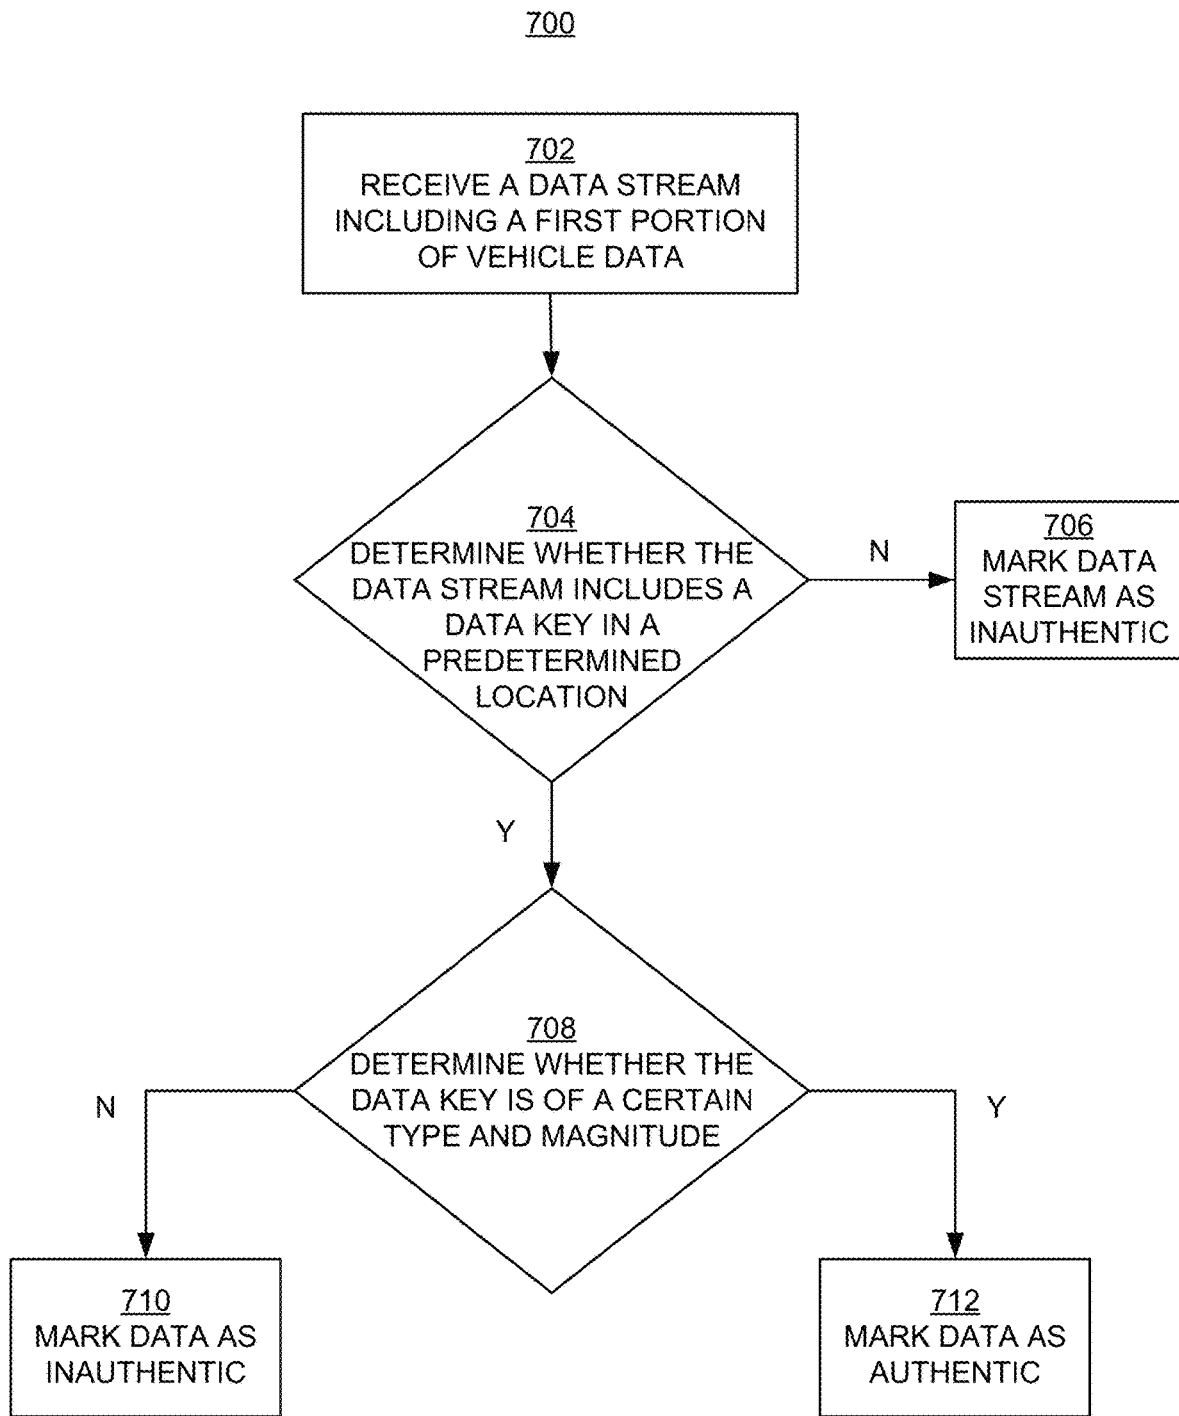 700
702
RECEIVE A DATA STREAM
INCLUDING A FIRST PORTION
OF VEHICLE DATA
704
DETERMINE WHETHER THE
DATA STREAM INCLUDES A
DATA KEY IN A
PREDETERMINED
LOCATION
N
706
MARK DATA
STREAM AS
INAUTHENTIC
Y
708
DETERMINE WHETHER THE
DATA KEY IS OF A CERTAIN
TYPE AND MAGNITUDE
N
Y
710
MARK DATA AS
INAUTHENTIC
712
MARK DATA AS
AUTHENTIC